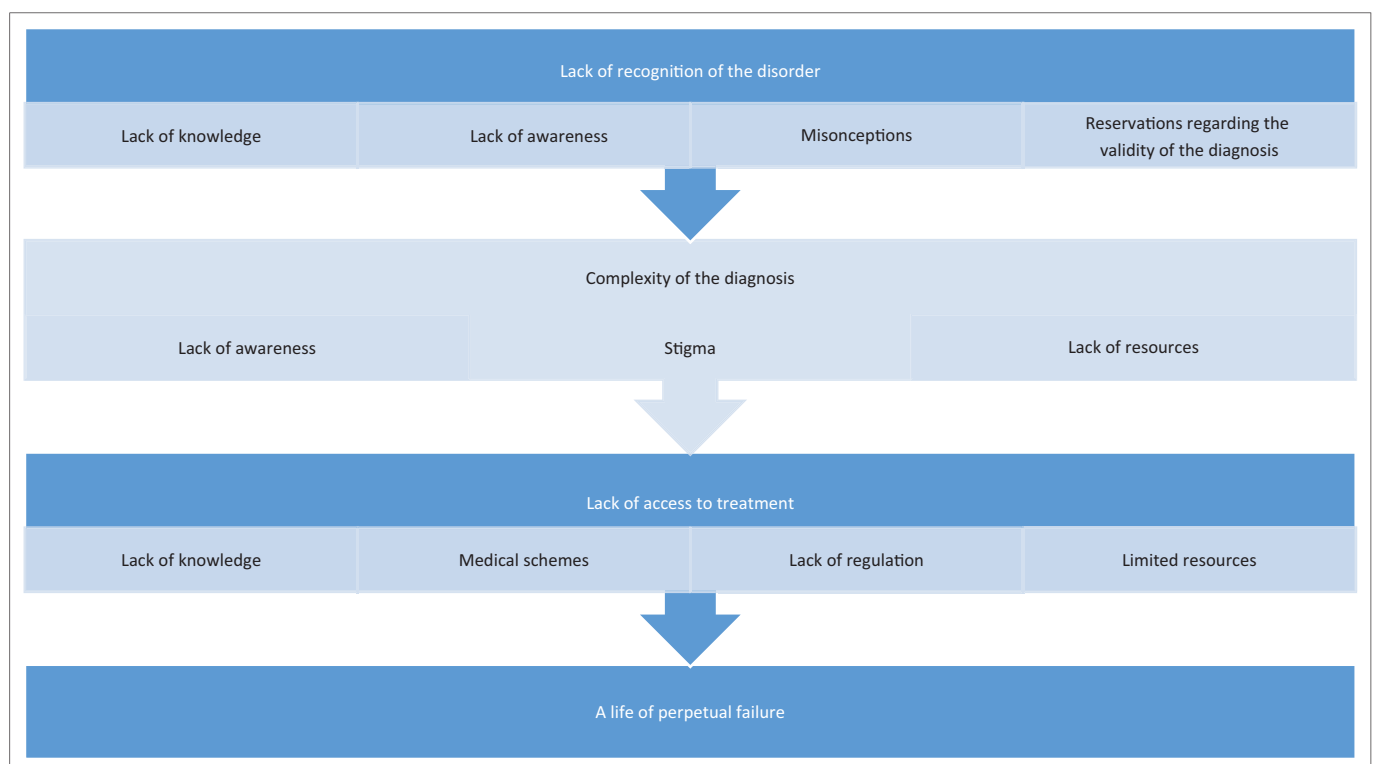 Lack of recognition of the disorder
Lack of knowledge
Lack of awareness
Misonceptions
Reservations regarding the
validity of the diagnosis
Complexity of the diagnosis
Lack of awareness
Stigma
Lack of resources
Lack of access to treatment
Lack of knowledge
Medical schemes
Lack of regulation
Limited resources
A life of perpetual failure